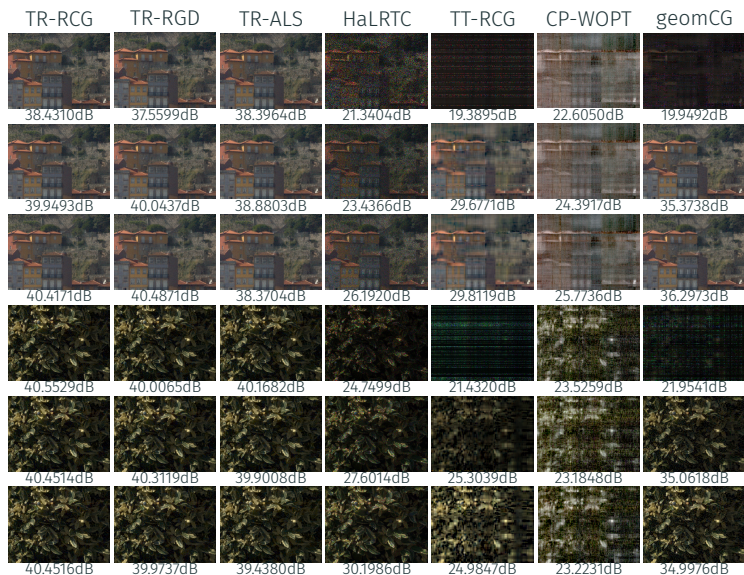 TR-RCG TR-RGD TR-ALS HaLRTC TT-RCG CP-WOPT geomCG
38.4310dB 37.5599dB 38.3964dB 21.3404dB 19.3895dB 22.6050dB 19.9492dB
39.9493dB 40.0437dB 38.8803dB 23.4366dB 29.6771dB 24.3917dB 35.3738dB
40.4171dB 40.4871dB 38.3704dB 26.1920dB 29.8119dB 25.7736dB 36.2973dB
40.5529dB 40.0065dB 40.1682dB 24.7499dB 21.4320dB 23.5259dB 21.9541dB
40.4514dB 40.3119dB 39.9008dB 27.6014dB 25.3039dB 23.1848dB 35.0618dB
40.4516dB 39.9737dB 39.4380dB 30.1986dB 24.9847dB 23.2231dB 34.9976dB